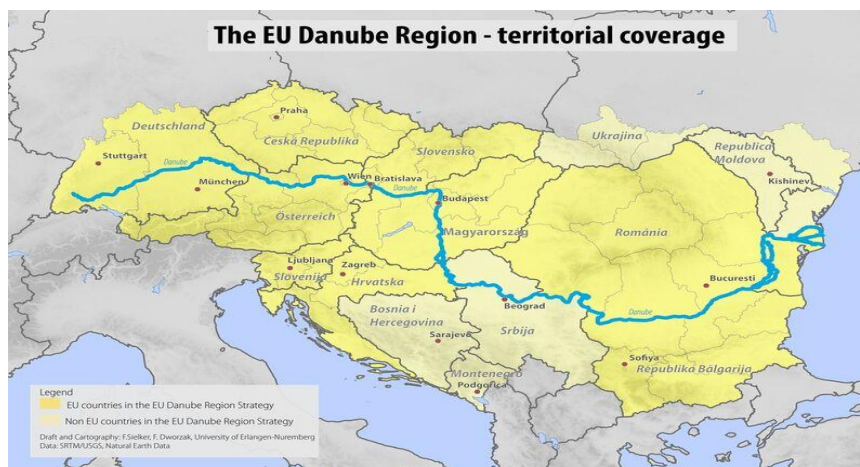 The EU Danube Region - territorial coverage
Praha
Deutschland
Česká Republika
Ukrajina
Republica
Moldova
Slovensko
Stuttgart
Danube
Kishinev
München
Wien
Bratislava
Danube
Budapest
Österreich
Magyarország
România
Ljubljana
Zagreb
Slovenija
Hrvatska
Bucuresti
Beograd
Danube
Bosnia i
Hercegovina
Srbija
Sarajevo
Sofiya
Republika Bălgarija
Montenegro
Podgorica
Legend
EU countries in the EU Danube Region Strategy
Non EU countries in the EU Danube Region Strategy
Draft and Cartography: F.Sielker, F. Dworzak, University of Erlangen-Nuremberg
Data: SRTM/USGS, Natural Earth Data